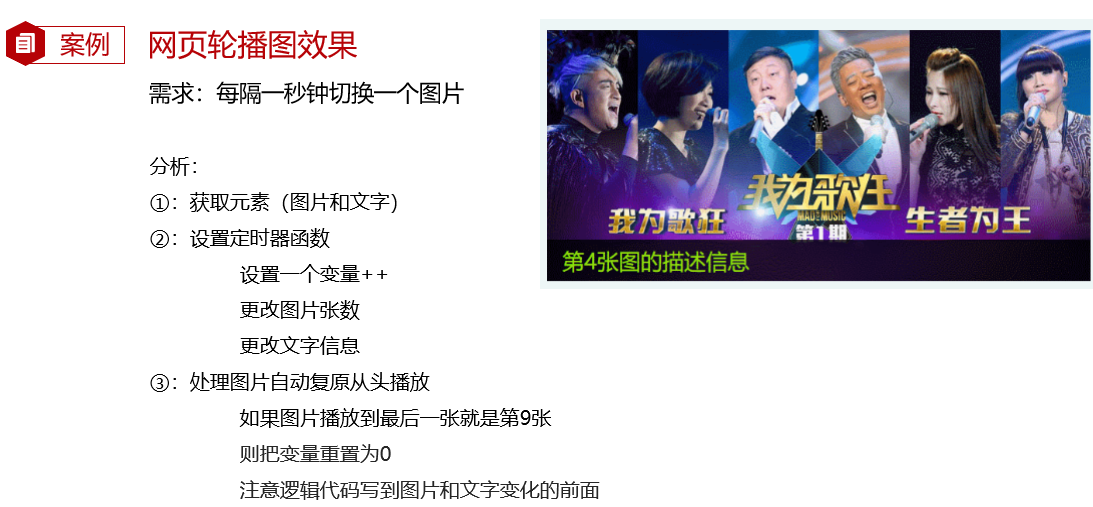 案例
网页轮播图效果
需求：每隔一秒钟切换一个图片
分析：
①：获取元素（图片和文字）
②：设置定时器函数
设置一个变量++
更改图片张数
更改文字信息
③：处理图片自动复原从头播放
如果图片播放到最后一张就是第9张
则把变量重置为0
注意逻辑代码写到图片和文字变化的前面
我为歌狂
我为歌狂
MADE MUSIC
第1期
生者为王
第4张图的描述信息